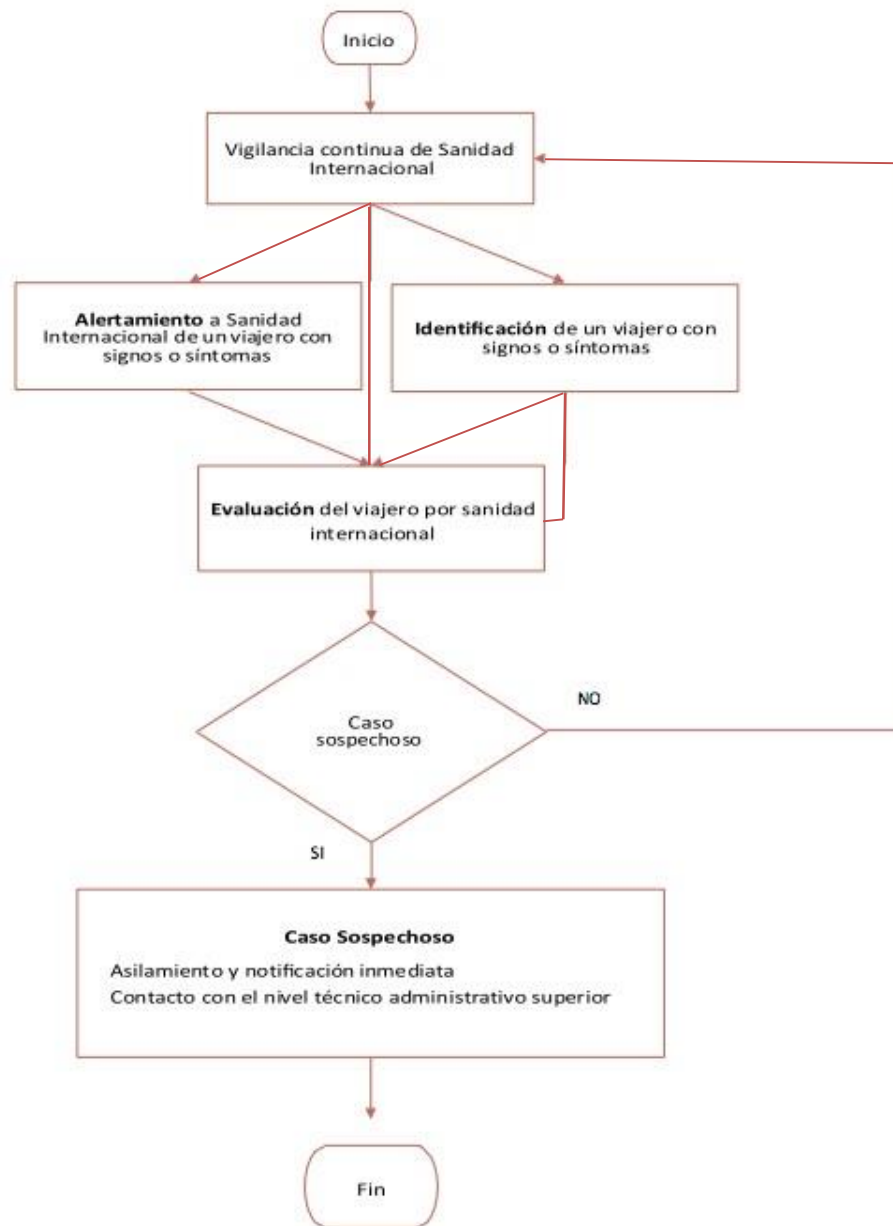 Inicio
Vigilancia continua de Sanidad
Internacional
Alertamiento a Sanidad
Internacional de un viajero con
signos o síntomas
Identificación de un viajero con
signos o síntomas
Evaluación del viajero por sanidad
internacional
Caso
sospechoso
NO
SI
Caso Sospechoso
Asilamiento y notificación inmediata
Contacto con el nivel técnico administrativo superior
Fin